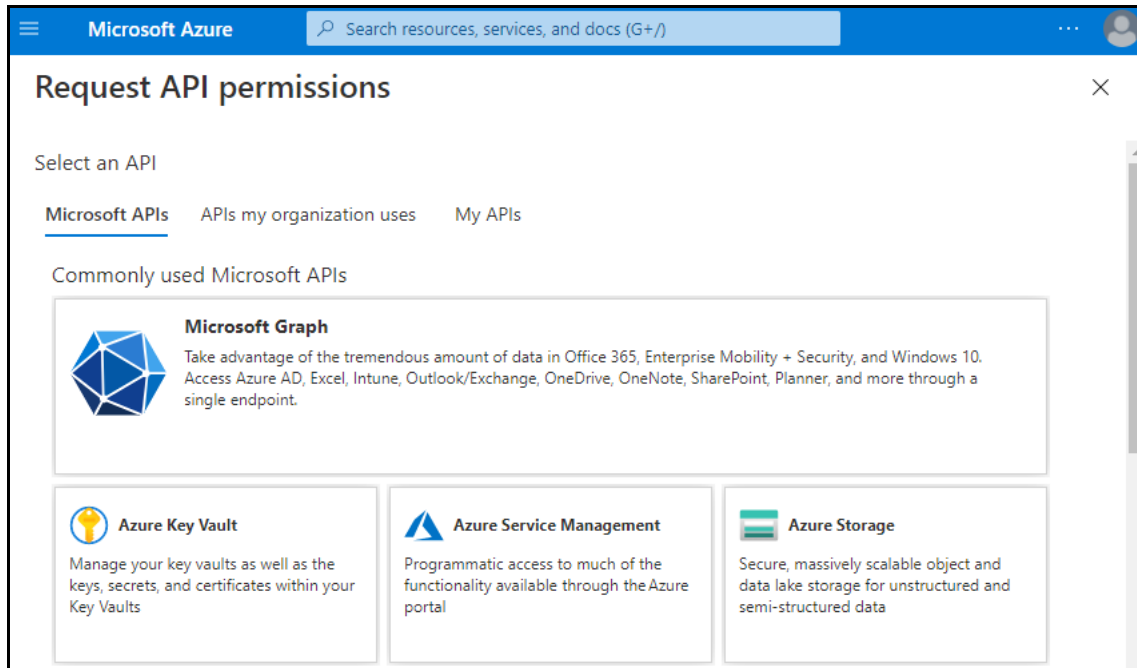 Microsoft Azure
Search resources, services, and docs (G+/)
...
Request API permissions
Select an API
Microsoft APIs
APIs my organization uses
My APIs
Commonly used Microsoft APIs
Microsoft Graph
Take advantage of the tremendous amount of data in Office 365, Enterprise Mobility + Security, and Windows 10.
Access Azure AD, Excel, Intune, Outlook/Exchange, OneDrive, OneNote, SharePoint, Planner, and more through a
single endpoint.
Azure Key Vault
Manage your key vaults as well as the
keys, secrets, and certificates within your
Key Vaults
Azure Service Management
Programmatic access to much of the
functionality available through the Azure
portal
Azure Storage
Secure, massively scalable object and
data lake storage for unstructured and
semi-structured data